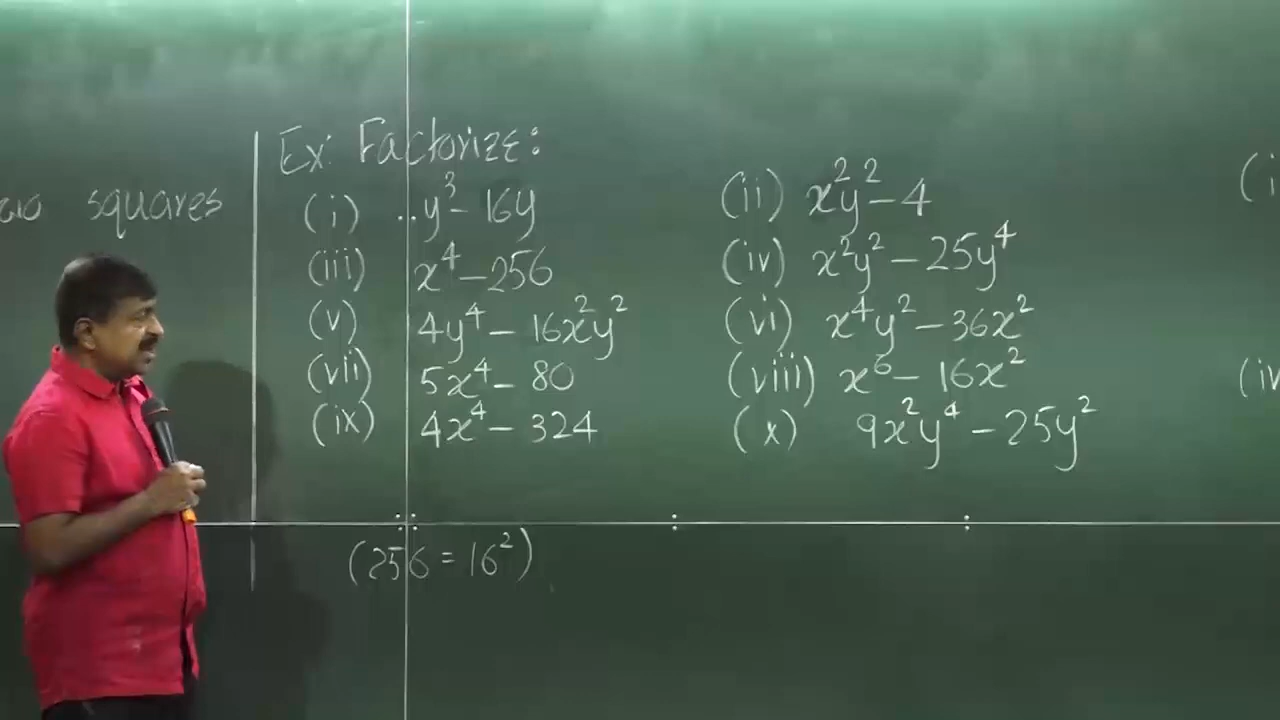 squares
Ex: Factorize:
(i) y³ - 16y
(ii) x²y² - 4
(iii) x⁴ - 256
(iv) x²y² - 25y⁴
(v) 4y⁴ - 16x²y²
(vi) x⁴y² - 36x²
(vii) 5x⁴ - 80
(viii) x⁶ - 16x²
(ix) 4x⁴ - 324
(x) 9x²y⁴ - 25y²
(256 = 16²)